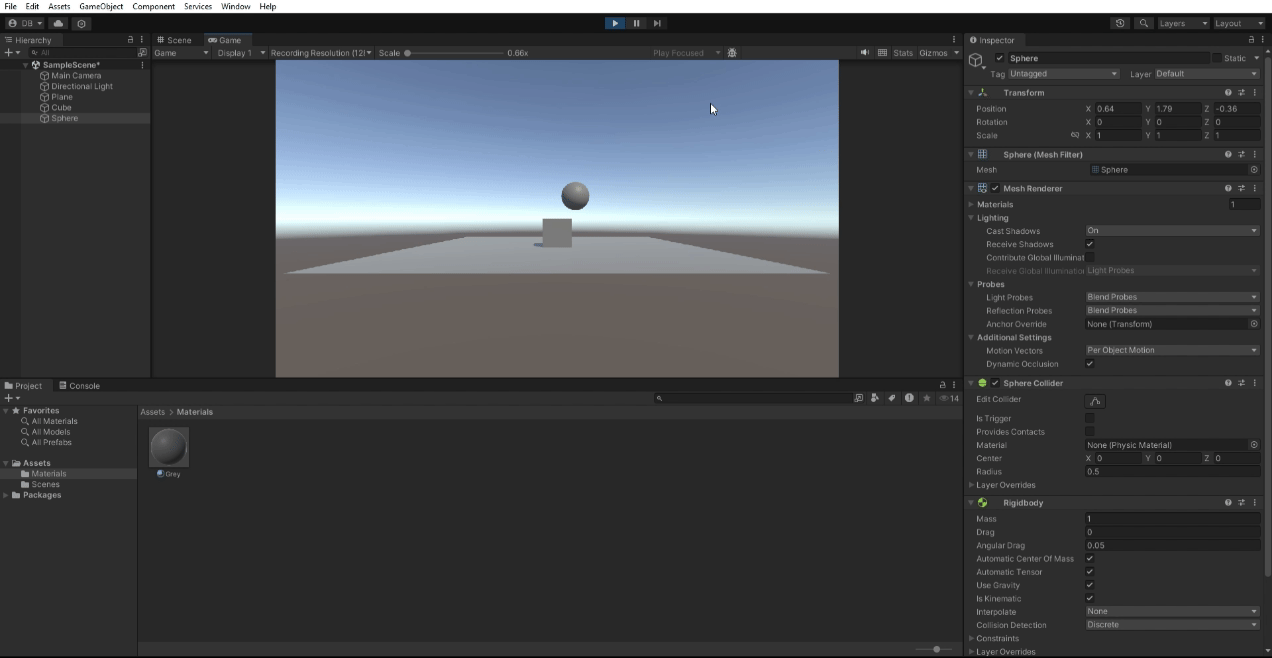 File Edit Assets GameObject Component Services Window Help
DB
Layers Layout
Hierarchy
All
SampleScene*
Main Camera
Directional Light
Plane
Cube
Sphere
Scene Game
Game Display 1 Recording Resolution (12 Scale 0.66x Play Focused Stats Gizmos
Project Console
14
Favorites
All Materials
All Models
All Prefabs
Assets
Materials
Scenes
Packages
Assets > Materials
Grey
Inspector
Sphere Static
Tag Untagged Layer Default
Transform
Position X 0.64 Y 1.79 Z -0.36
Rotation X 0 Y 0 Z 0
Scale X 1 Y 1 Z 1
Sphere (Mesh Filter)
Mesh Sphere
Mesh Renderer
Materials 1
Lighting
Cast Shadows On
Receive Shadows
Contribute Global Illuminat
Receive Global Illumination Light Probes
Probes
Light Probes Blend Probes
Reflection Probes Blend Probes
Anchor Override None (Transform)
Additional Settings
Motion Vectors Per Object Motion
Dynamic Occlusion
Sphere Collider
Edit Collider
Is Trigger
Provides Contacts
Material None (Physic Material)
Center X 0 Y 0 Z 0
Radius 0.5
Layer Overrides
Rigidbody
Mass 1
Drag 0
Angular Drag 0.05
Automatic Center Of Mass
Automatic Tensor
Use Gravity
Is Kinematic
Interpolate None
Collision Detection Discrete
Constraints
Layer Overrides